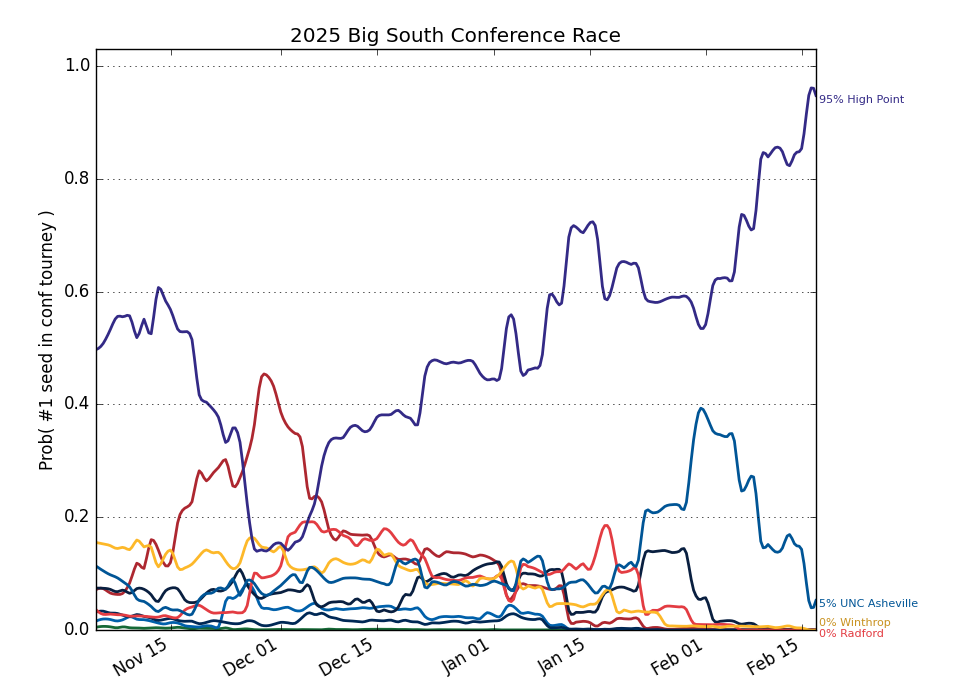 2025 Big South Conference Race
Prob( #1 seed in conf tourney )
1.0
0.8
0.6
0.4
0.2
0.0
95% High Point
5% UNC Asheville
0% Winthrop
0% Radford
Nov 15
Dec 01
Dec 15
Jan 01
Jan 15
Feb 01
Feb 15